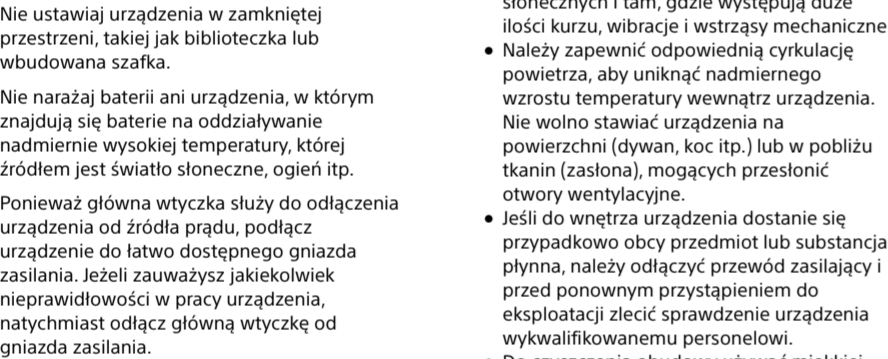 Nie ustawiaj urządzenia w zamkniętej
przestrzeni, takiej jak biblioteczka lub
wbudowana szafka.
Nie narażaj baterii ani urządzenia, w którym
znajdują się baterie na oddziaływanie
nadmiernie wysokiej temperatury, której
źródłem jest światło słoneczne, ogień itp.
Ponieważ główna wtyczka służy do odłączenia
urządzenia od źródła prądu, podłącz
urządzenie do łatwo dostępnego gniazda
zasilania. Jeżeli zauważysz jakiekolwiek
nieprawidłowości w pracy urządzenia,
natychmiast odłącz główną wtyczkę od
gniazda zasilania.
słonecznych i tam, gdzie występują duże
ilości kurzu, wibracje i wstrząsy mechaniczne
● Należy zapewnić odpowiednią cyrkulację
powietrza, aby uniknąć nadmiernego
wzrostu temperatury wewnątrz urządzenia.
Nie wolno stawiać urządzenia na
powierzchni (dywan, koc itp.) lub w pobliżu
tkanin (zasłona), mogących przesłonić
otwory wentylacyjne.
● Jeśli do wnętrza urządzenia dostanie się
przypadkowo obcy przedmiot lub substancja
płynna, należy odłączyć przewód zasilający i
przed ponownym przystąpieniem do
eksploatacji zlecić sprawdzenie urządzenia
wykwalifikowanemu personelowi.